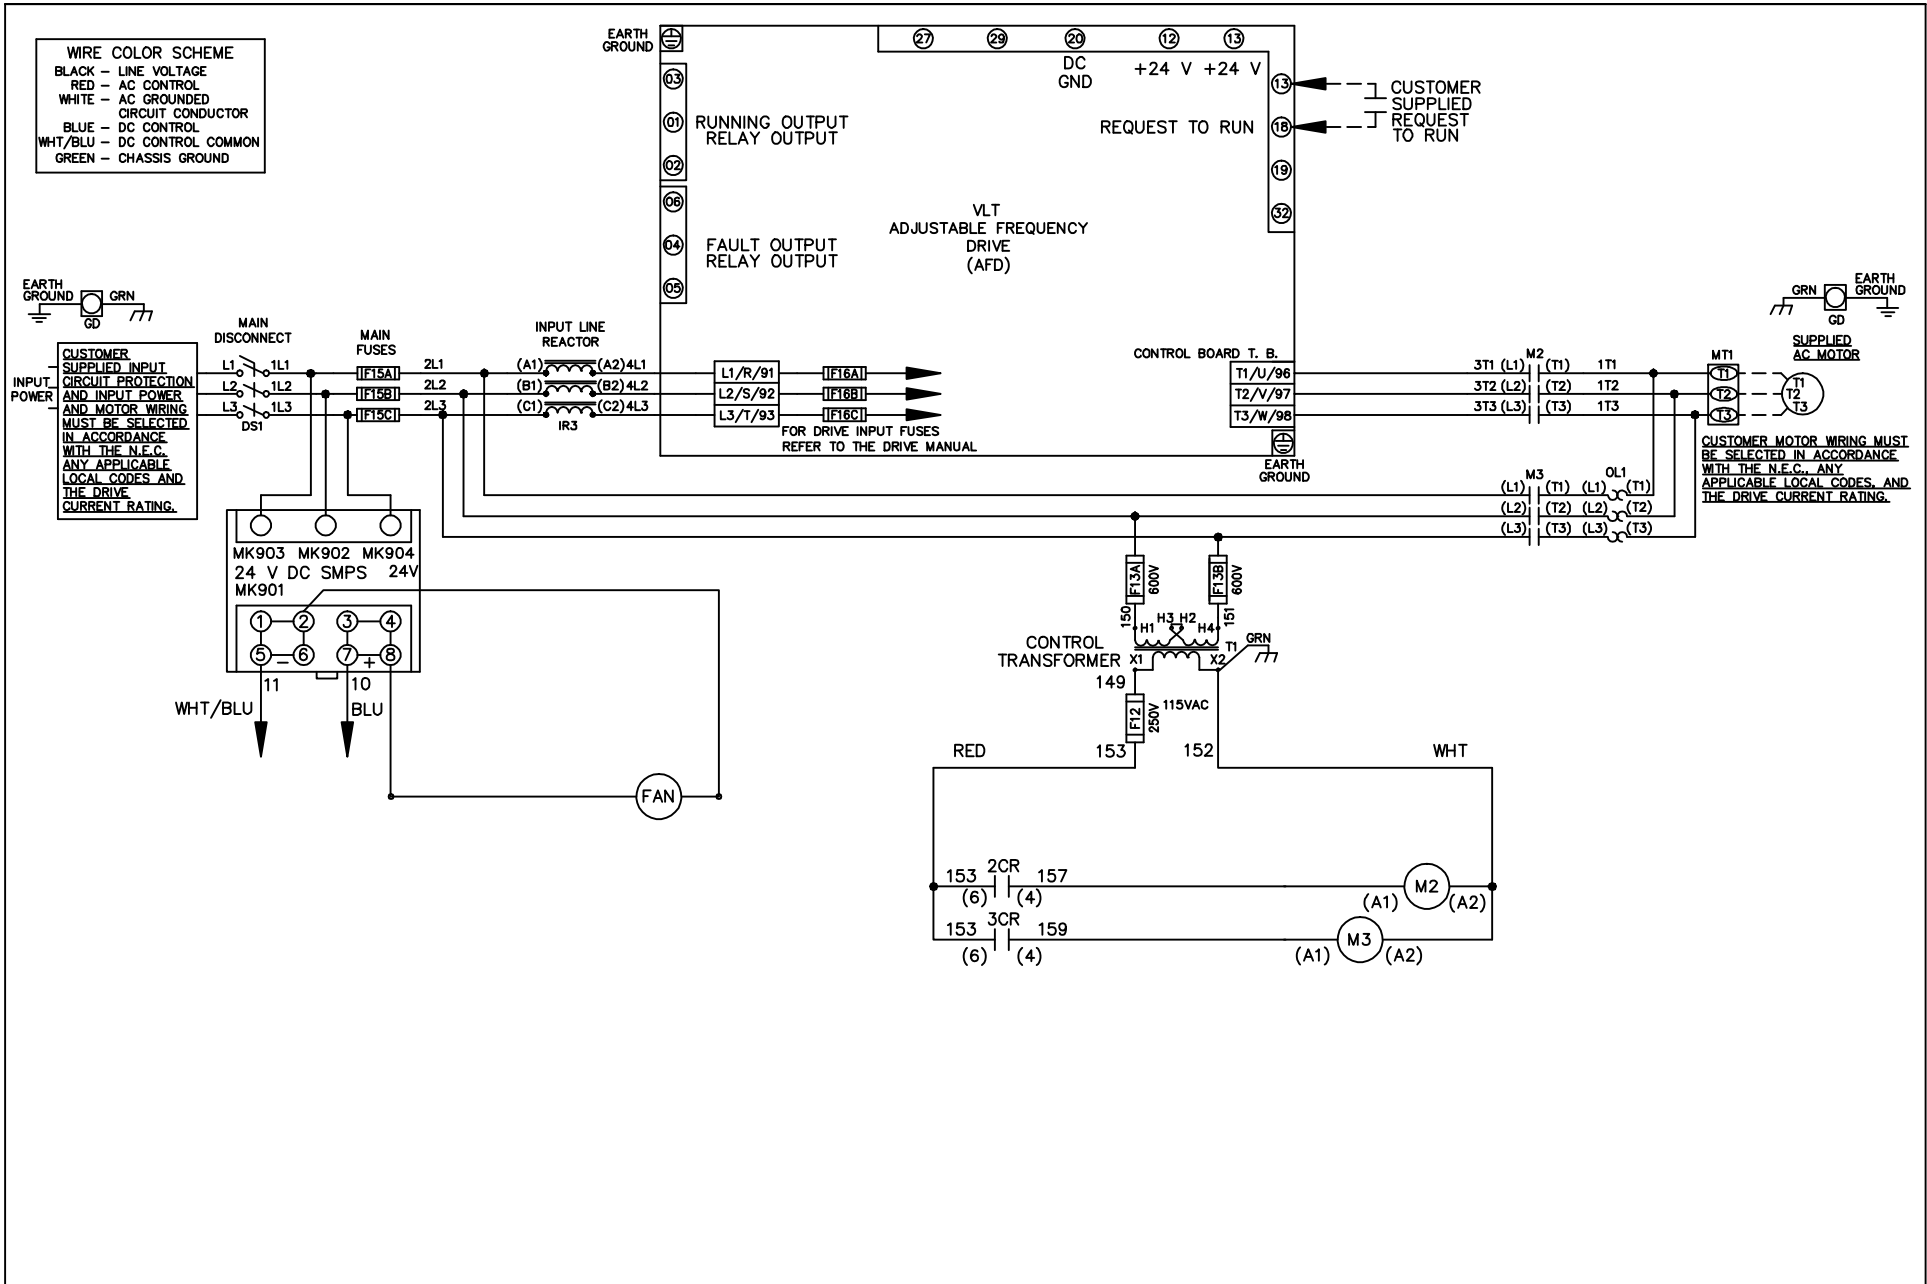 WIRE COLOR SCHEME
BLACK – LINE VOLTAGE
RED – AC CONTROL
WHITE – AC GROUNDED
CIRCUIT CONDUCTOR
BLUE – DC CONTROL
WHT/BLU – DC CONTROL COMMON
GREEN – CHASSIS GROUND
EARTH
GROUND
03
01
02
RUNNING OUTPUT
RELAY OUTPUT
06
04
05
FAULT OUTPUT
RELAY OUTPUT
27 29 20 12 13
DC
GND
+24 V +24 V
REQUEST TO RUN
13
18
19
32
CUSTOMER
SUPPLIED
REQUEST
TO RUN
VLT
ADJUSTABLE FREQUENCY
DRIVE
(AFD)
EARTH
GROUND
GRN
GD
INPUT
POWER
CUSTOMER
SUPPLIED INPUT
CIRCUIT PROTECTION
AND INPUT POWER
AND MOTOR WIRING
MUST BE SELECTED
IN ACCORDANCE
WITH THE N.E.C.
ANY APPLICABLE
LOCAL CODES AND
THE DRIVE
CURRENT RATING.
MAIN
DISCONNECT
L1 1L1
L2 1L2
L3 1L3
DS1
MAIN
FUSES
F15A
F15B
F15C
2L1
2L2
2L3
INPUT LINE
REACTOR
(A1) (A2) 4L1
(B1) (B2) 4L2
(C1) (C2) 4L3
IR3
L1/R/91
L2/S/92
L3/T/93
F16A
F16B
F16C
FOR DRIVE INPUT FUSES
REFER TO THE DRIVE MANUAL
CONTROL BOARD T. B.
T1/U/96
T2/V/97
T3/W/98
EARTH
GROUND
M2
3T1 (L1) (T1) 1T1
3T2 (L2) (T2) 1T2
3T3 (L3) (T3) 1T3
MT1
T1
T2
T3
GRN
GD
EARTH
GROUND
SUPPLIED
AC MOTOR
T1
T2
T3
CUSTOMER MOTOR WIRING MUST
BE SELECTED IN ACCORDANCE
WITH THE N.E.C., ANY
APPLICABLE LOCAL CODES, AND
THE DRIVE CURRENT RATING.
M3 OL1
(L1) (T1) (L1) (T1)
(L2) (T2) (L2) (T2)
(L3) (T3) (L3) (T3)
MK903 MK902 MK904
24 V DC SMPS 24V
MK901
1 2 3 4
5 – 6 7 + 8
11 10
WHT/BLU BLU
FAN
F13A
600V
F13B
600V
150 151
H1 H3 H2 H4
CONTROL
TRANSFORMER
X1 X2
T1
GRN
149
F12
250V
115VAC
RED 153 152 WHT
153 2CR 157
(6) (4)
(A1) M2 (A2)
153 3CR 159
(6) (4)
(A1) M3 (A2)